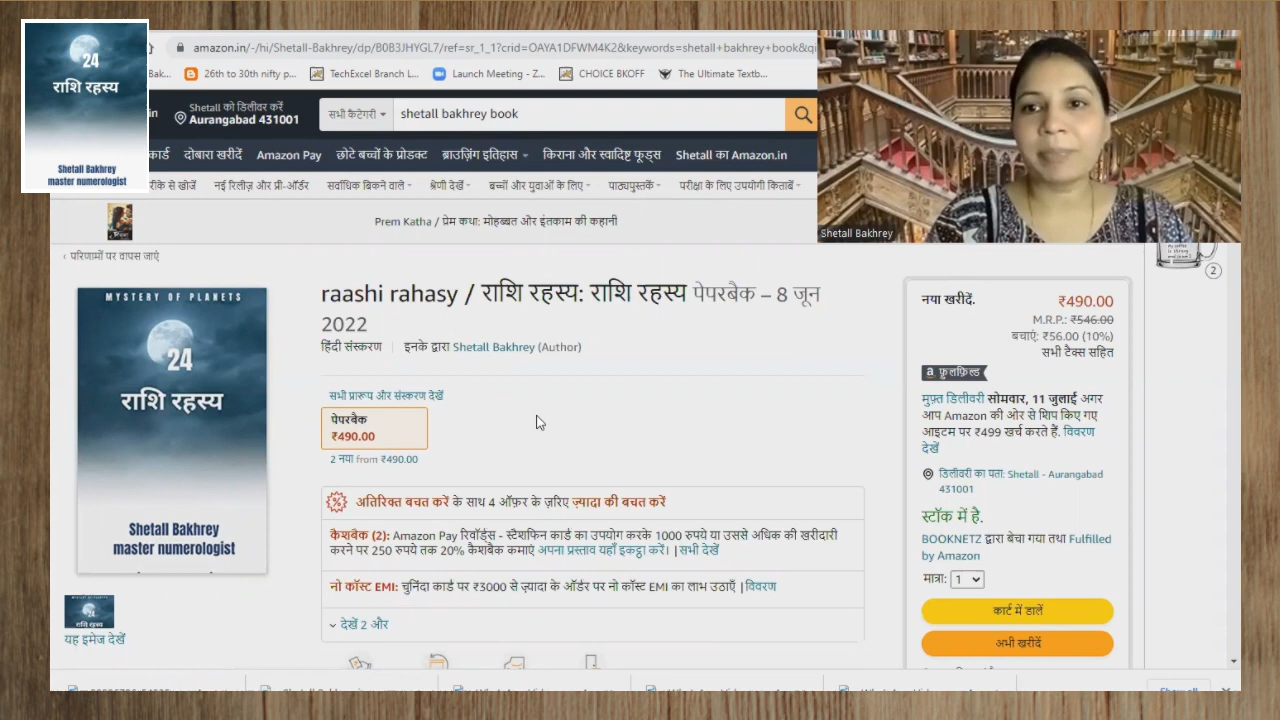 24
राशि रहस्य
Shetall Bakhrey
master numerologist
amazon.in/-/hi/Shetall-Bakhrey/dp/B0B3JHYGL7/ref=sr_1_1?crid=OAYA1DFWM4K2&keywords=shetall+bakhrey+book&qi
Bak...
26th to 30th nifty p...
TechExcel Branch L...
Launch Meeting - Z...
CHOICE BKOFF
The Ultimate Textb...
in
Shetall को डिलीवर करें
Aurangabad 431001
सभी कैटेगरी
shetall bakhrey book
कार्ड
दोबारा खरीदें
Amazon Pay
छोटे बच्चों के प्रोडक्ट
ब्राउज़िंग इतिहास
किराना और स्वादिष्ट फ़ूड्स
Shetall का Amazon.in
रीके से खोजें
नई रिलीज़ और प्री-ऑर्डर
सर्वाधिक बिकने वाले
श्रेणी देखें
बच्चों और युवाओं के लिए
पाठ्यपुस्तकें
परीक्षा के लिए उपयोगी किताबें
Shetall Bakhrey
Prem Katha / प्रेम कथा: मोहब्बत और इंतकाम की कहानी
‹ परिणामों पर वापस जाएं
2
MYSTERY OF PLANETS
24
राशि रहस्य
Shetall Bakhrey
master numerologist
24
यह इमेज देखें
raashi rahasy / राशि रहस्य: राशि रहस्य पेपरबैक – 8 जून
2022
हिंदी संस्करण | इनके द्वारा Shetall Bakhrey (Author)
सभी प्रारूप और संस्करण देखें
पेपरबैक
₹490.00
2 नया from ₹490.00
अतिरिक्त बचत करें के साथ 4 ऑफ़र के ज़रिए ज़्यादा की बचत करें
कैशबैक (2): Amazon Pay रिवॉर्ड्स - स्टेशफिन कार्ड का उपयोग करके 1000 रुपये या उससे अधिक की खरीदारी
करने पर 250 रुपये तक 20% कैशबैक कमाएं अपना प्रस्ताव यहाँ इकट्ठा करें। | सभी देखें
नो कॉस्ट EMI: चुनिंदा कार्ड पर ₹3000 से ज़्यादा के ऑर्डर पर नो कॉस्ट EMI का लाभ उठाएँ | विवरण
देखें 2 और
नया खरीदें.
₹490.00
M.R.P.: ₹546.00
बचाएं: ₹56.00 (10%)
सभी टैक्स सहित
a फ़ुलफ़िल्ड
मुफ़्त डिलीवरी सोमवार, 11 जुलाई अगर
आप Amazon की ओर से शिप किए गए
आइटम पर ₹499 खर्च करते हैं. विवरण
देखें
डिलीवरी का पता: Shetall - Aurangabad
431001
स्टॉक में है.
BOOKNETZ द्वारा बेचा गया तथा Fulfilled
by Amazon
मात्रा: 1
कार्ट में डालें
अभी खरीदें